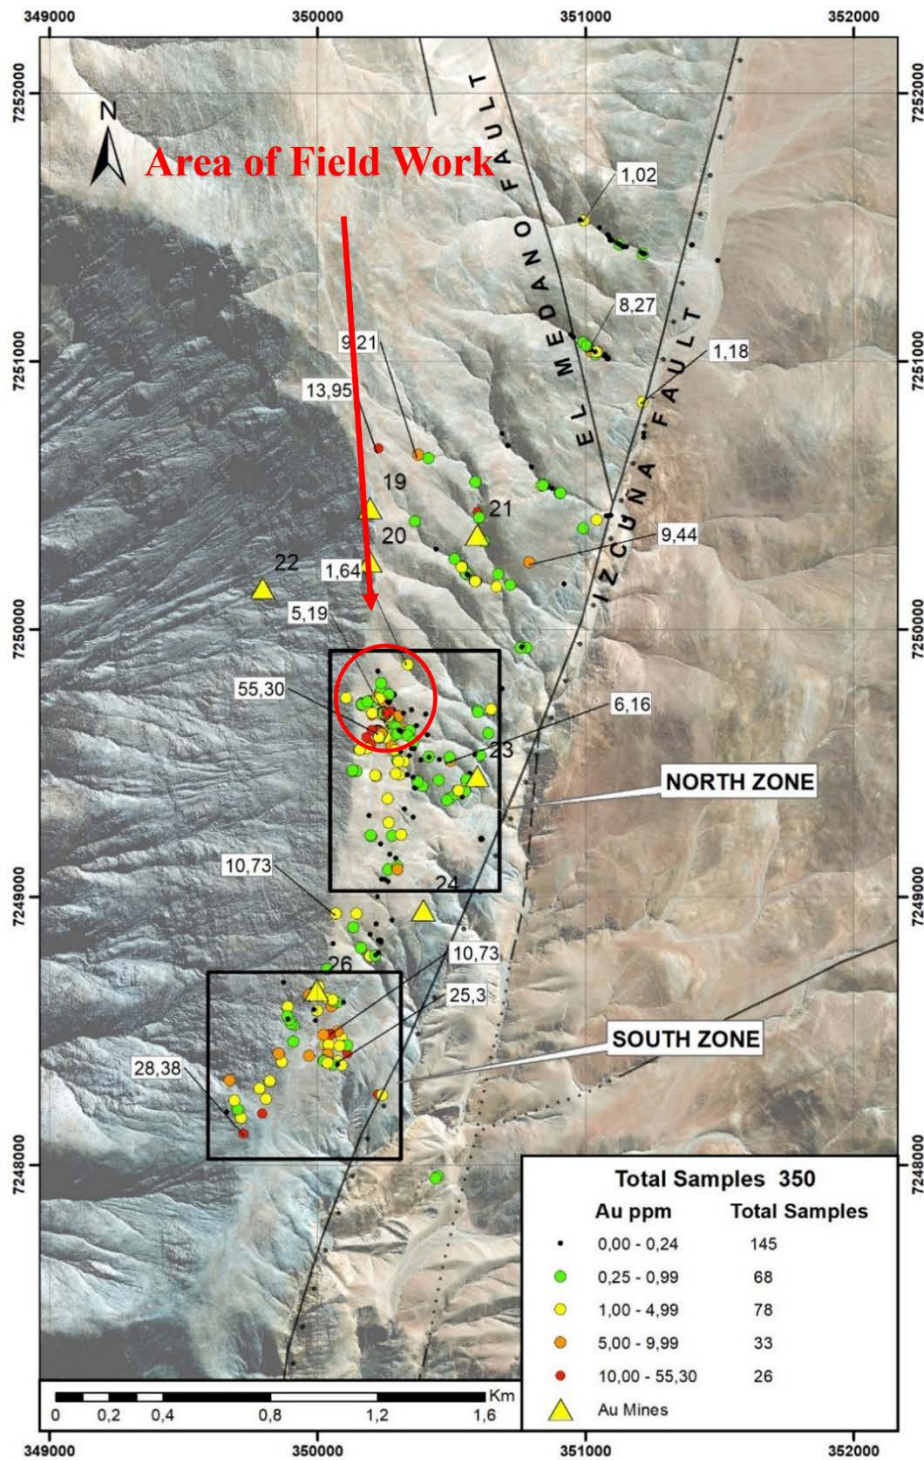 349000 350000 351000 352000
7252000 7252000
N
Area of Field Work
EL MEDANO FAULT
1,02
8,27
7251000 7251000
1,18
9,21
13,95
IZCUÑA FAULT
19
21
20
9,44
22
1,64
5,19
7250000 7250000
55,30
6,16
23
NORTH ZONE
10,73
24
7249000 7249000
10,73
26
25,3
SOUTH ZONE
28,38
7248000 7248000
Total Samples 350
Au ppm Total Samples
0,00 - 0,24 145
0,25 - 0,99 68
1,00 - 4,99 78
5,00 - 9,99 33
10,00 - 55,30 26
Au Mines
Km
0 0,2 0,4 0,8 1,2 1,6
349000 350000 351000 352000